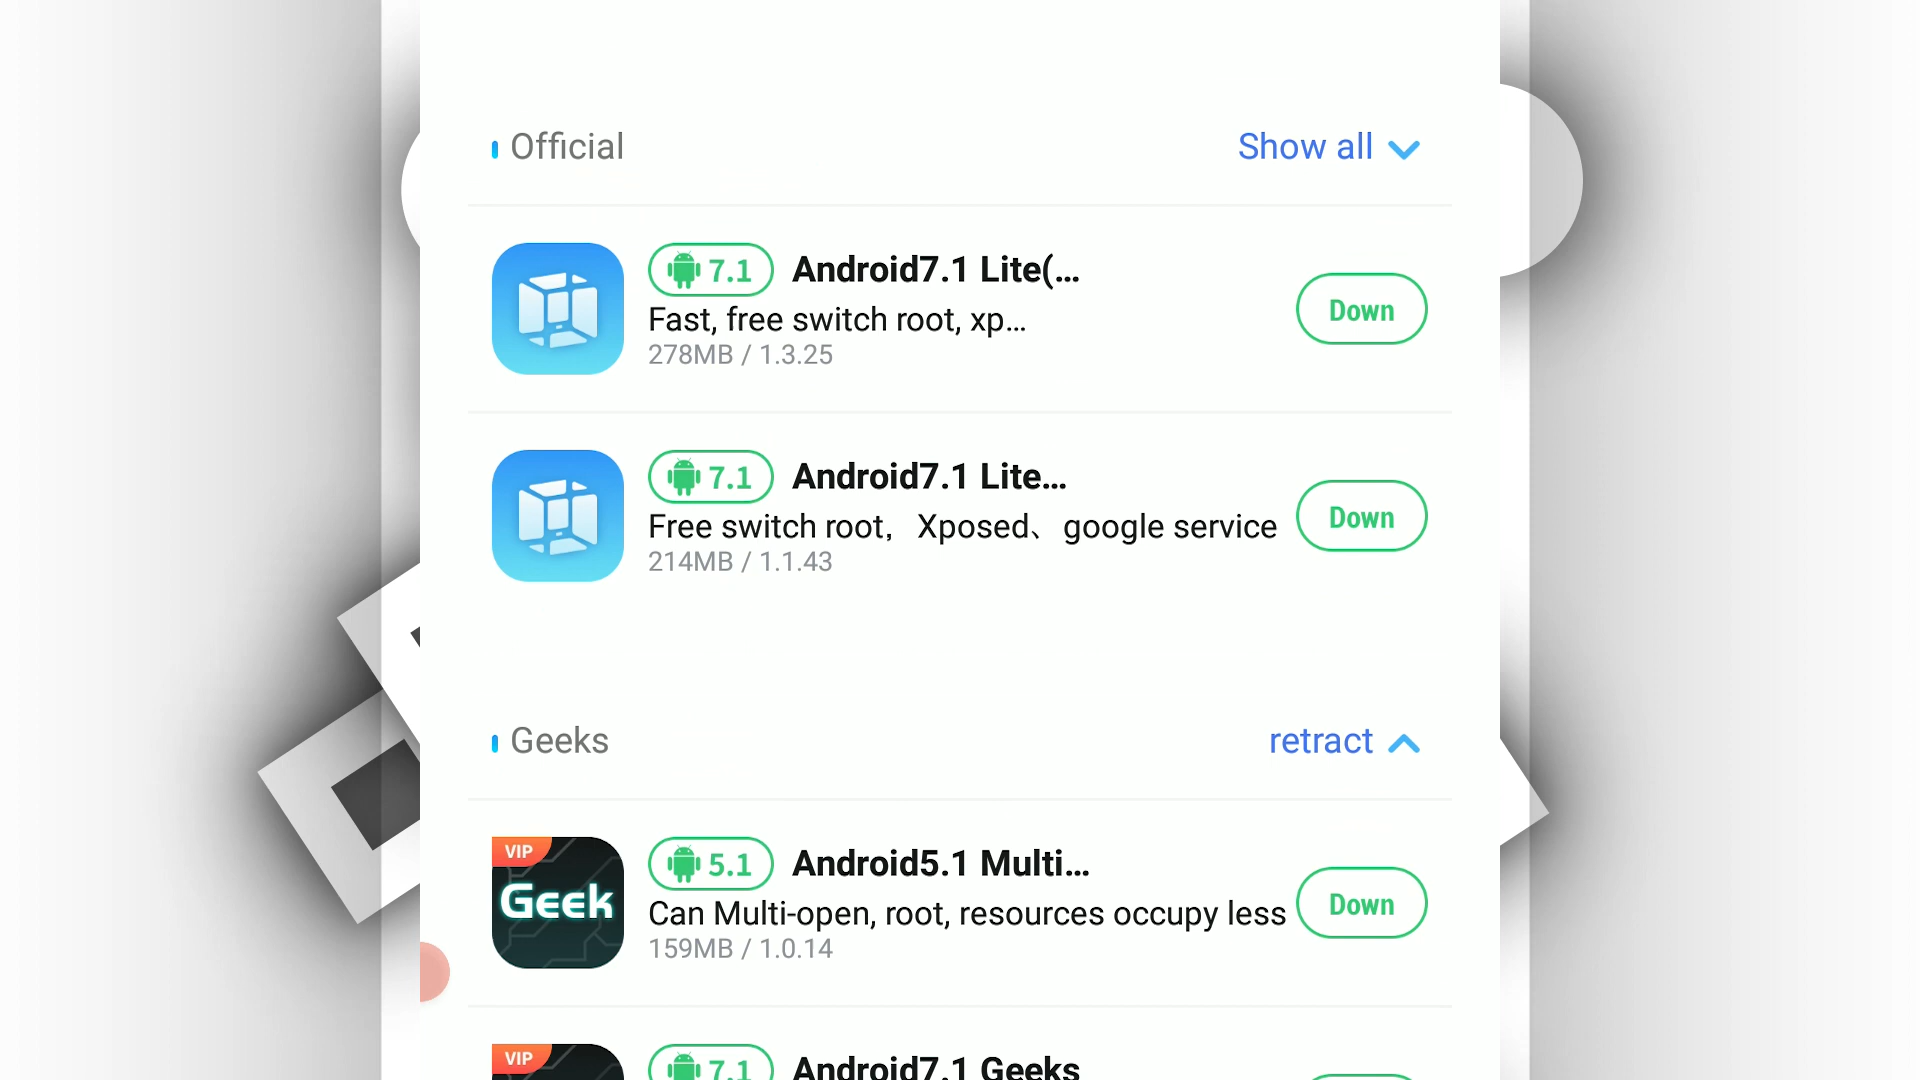 Official
Show all
7.1 Android7.1 Lite(...
Fast, free switch root, xp...
278MB / 1.3.25
Down
7.1 Android7.1 Lite...
Free switch root， Xposed、google service
214MB / 1.1.43
Down
Geeks
retract
VIP
Geek
5.1 Android5.1 Multi...
Can Multi-open, root, resources occupy less
159MB / 1.0.14
Down
VIP
7.1 Android7.1 Geeks